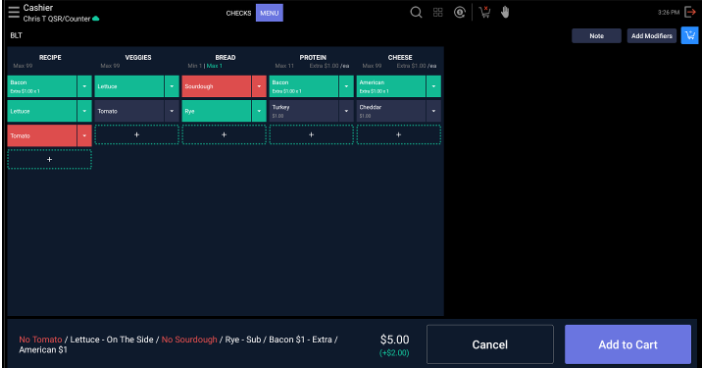 Cashier
Chris T QSR/Counter
CHECKS MENU
3:26 PM
BLT
Note
Add Modifiers
RECIPE
Max 99
VEGGIES
Max 99
BREAD
Min 1 | Max 1
PROTEIN
Max 11 Extra $1.00 /ea
CHEESE
Max 99 Extra $1.00 /ea
Bacon
Extra $1.00 x 1
Lettuce
Sourdough
Bacon
Extra $1.00 x 1
American
Extra $1.00 x 1
Lettuce
Tomato
Rye
Turkey
$1.00
Cheddar
$1.00
Tomato
+ + + +
+
No Tomato / Lettuce - On The Side / No Sourdough / Rye - Sub / Bacon $1 - Extra /
American $1
$5.00
(+$2.00)
Cancel
Add to Cart